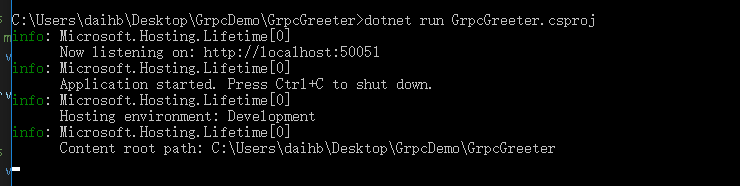 C:\Users\daihb\Desktop\GrpcDemo\GrpcGreeter>dotnet run GrpcGreeter.csproj
info: Microsoft.Hosting.Lifetime[0]
Now listening on: http://localhost:50051
info: Microsoft.Hosting.Lifetime[0]
Application started. Press Ctrl+C to shut down.
info: Microsoft.Hosting.Lifetime[0]
Hosting environment: Development
info: Microsoft.Hosting.Lifetime[0]
Content root path: C:\Users\daihb\Desktop\GrpcDemo\GrpcGreeter